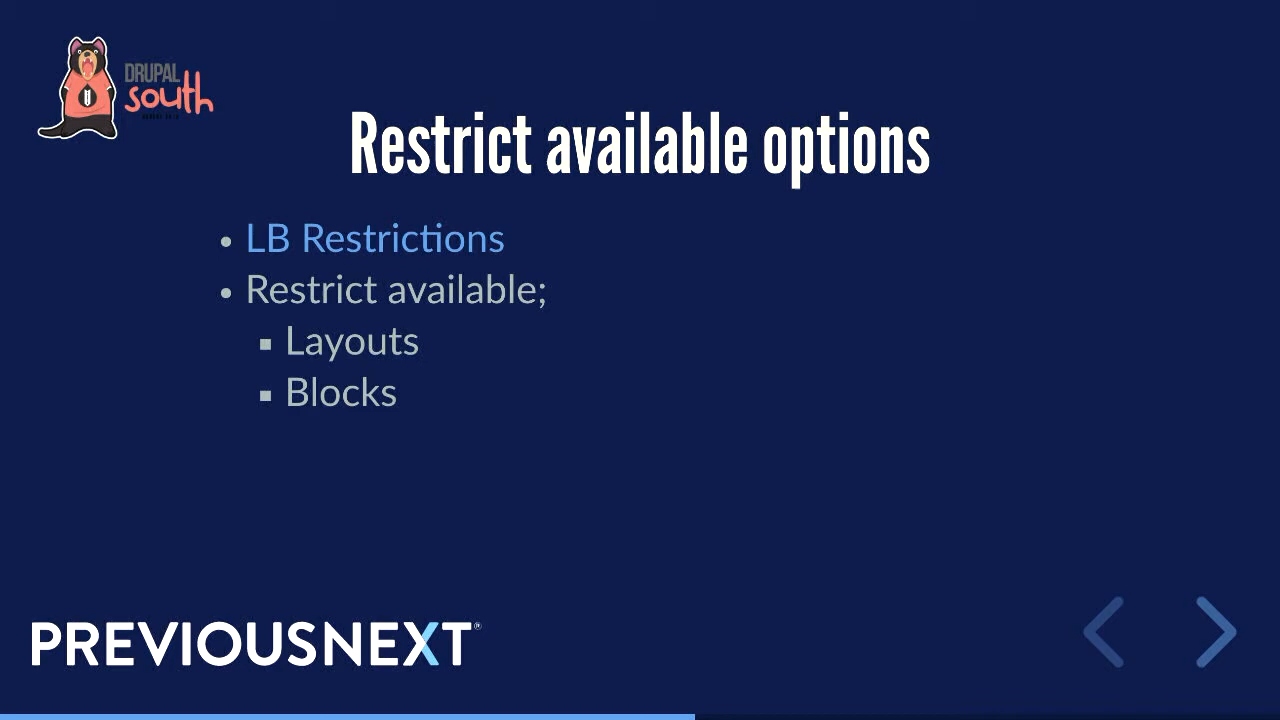 DRUPAL
south
Restrict available options
LB Restrictions
Restrict available;
Layouts
Blocks
PREVIOUSNEXT®